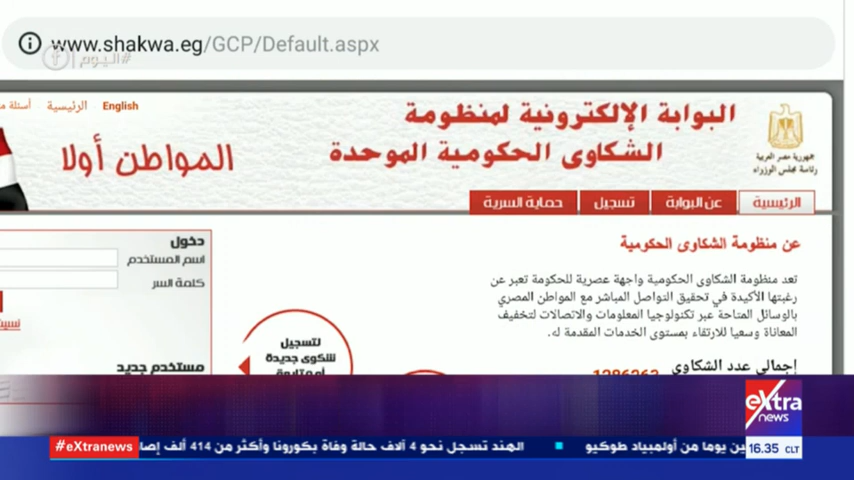 www.shakwa.eg/GCP/Default.aspx
#اليوم
البوابة الإلكترونية لمنظومة
الشكاوى الحكومية الموحدة
جمهورية مصر العربية
رئاسة مجلس الوزراء
English
الرئيسية
أسئلة
المواطن أولا
الرئيسية
عن البوابة
تسجيل
حماية السرية
عن منظومة الشكاوى الحكومية
تعد منظومة الشكاوى الحكومية واجهة عصرية للحكومة تعبر عن
رغبتها الأكيدة في تحقيق التواصل المباشر مع المواطن المصري
بالوسائل المتاحة عبر تكنولوجيا المعلومات والاتصالات لتخفيف
المعاناة وسعيا للارتقاء بمستوى الخدمات المقدمة له.
إجمالي عدد الشكاوى
دخول
اسم المستخدم
كلمة السر
مستخدم جديد
لتسجيل
شكوى جديدة
eXtra
news
16.35 CLT
ين يوما من أولمبياد طوكيو
الهند تسجل نحو 4 آلاف حالة وفاة بكورونا وأكثر من 414 ألف إصا
#eXtranews